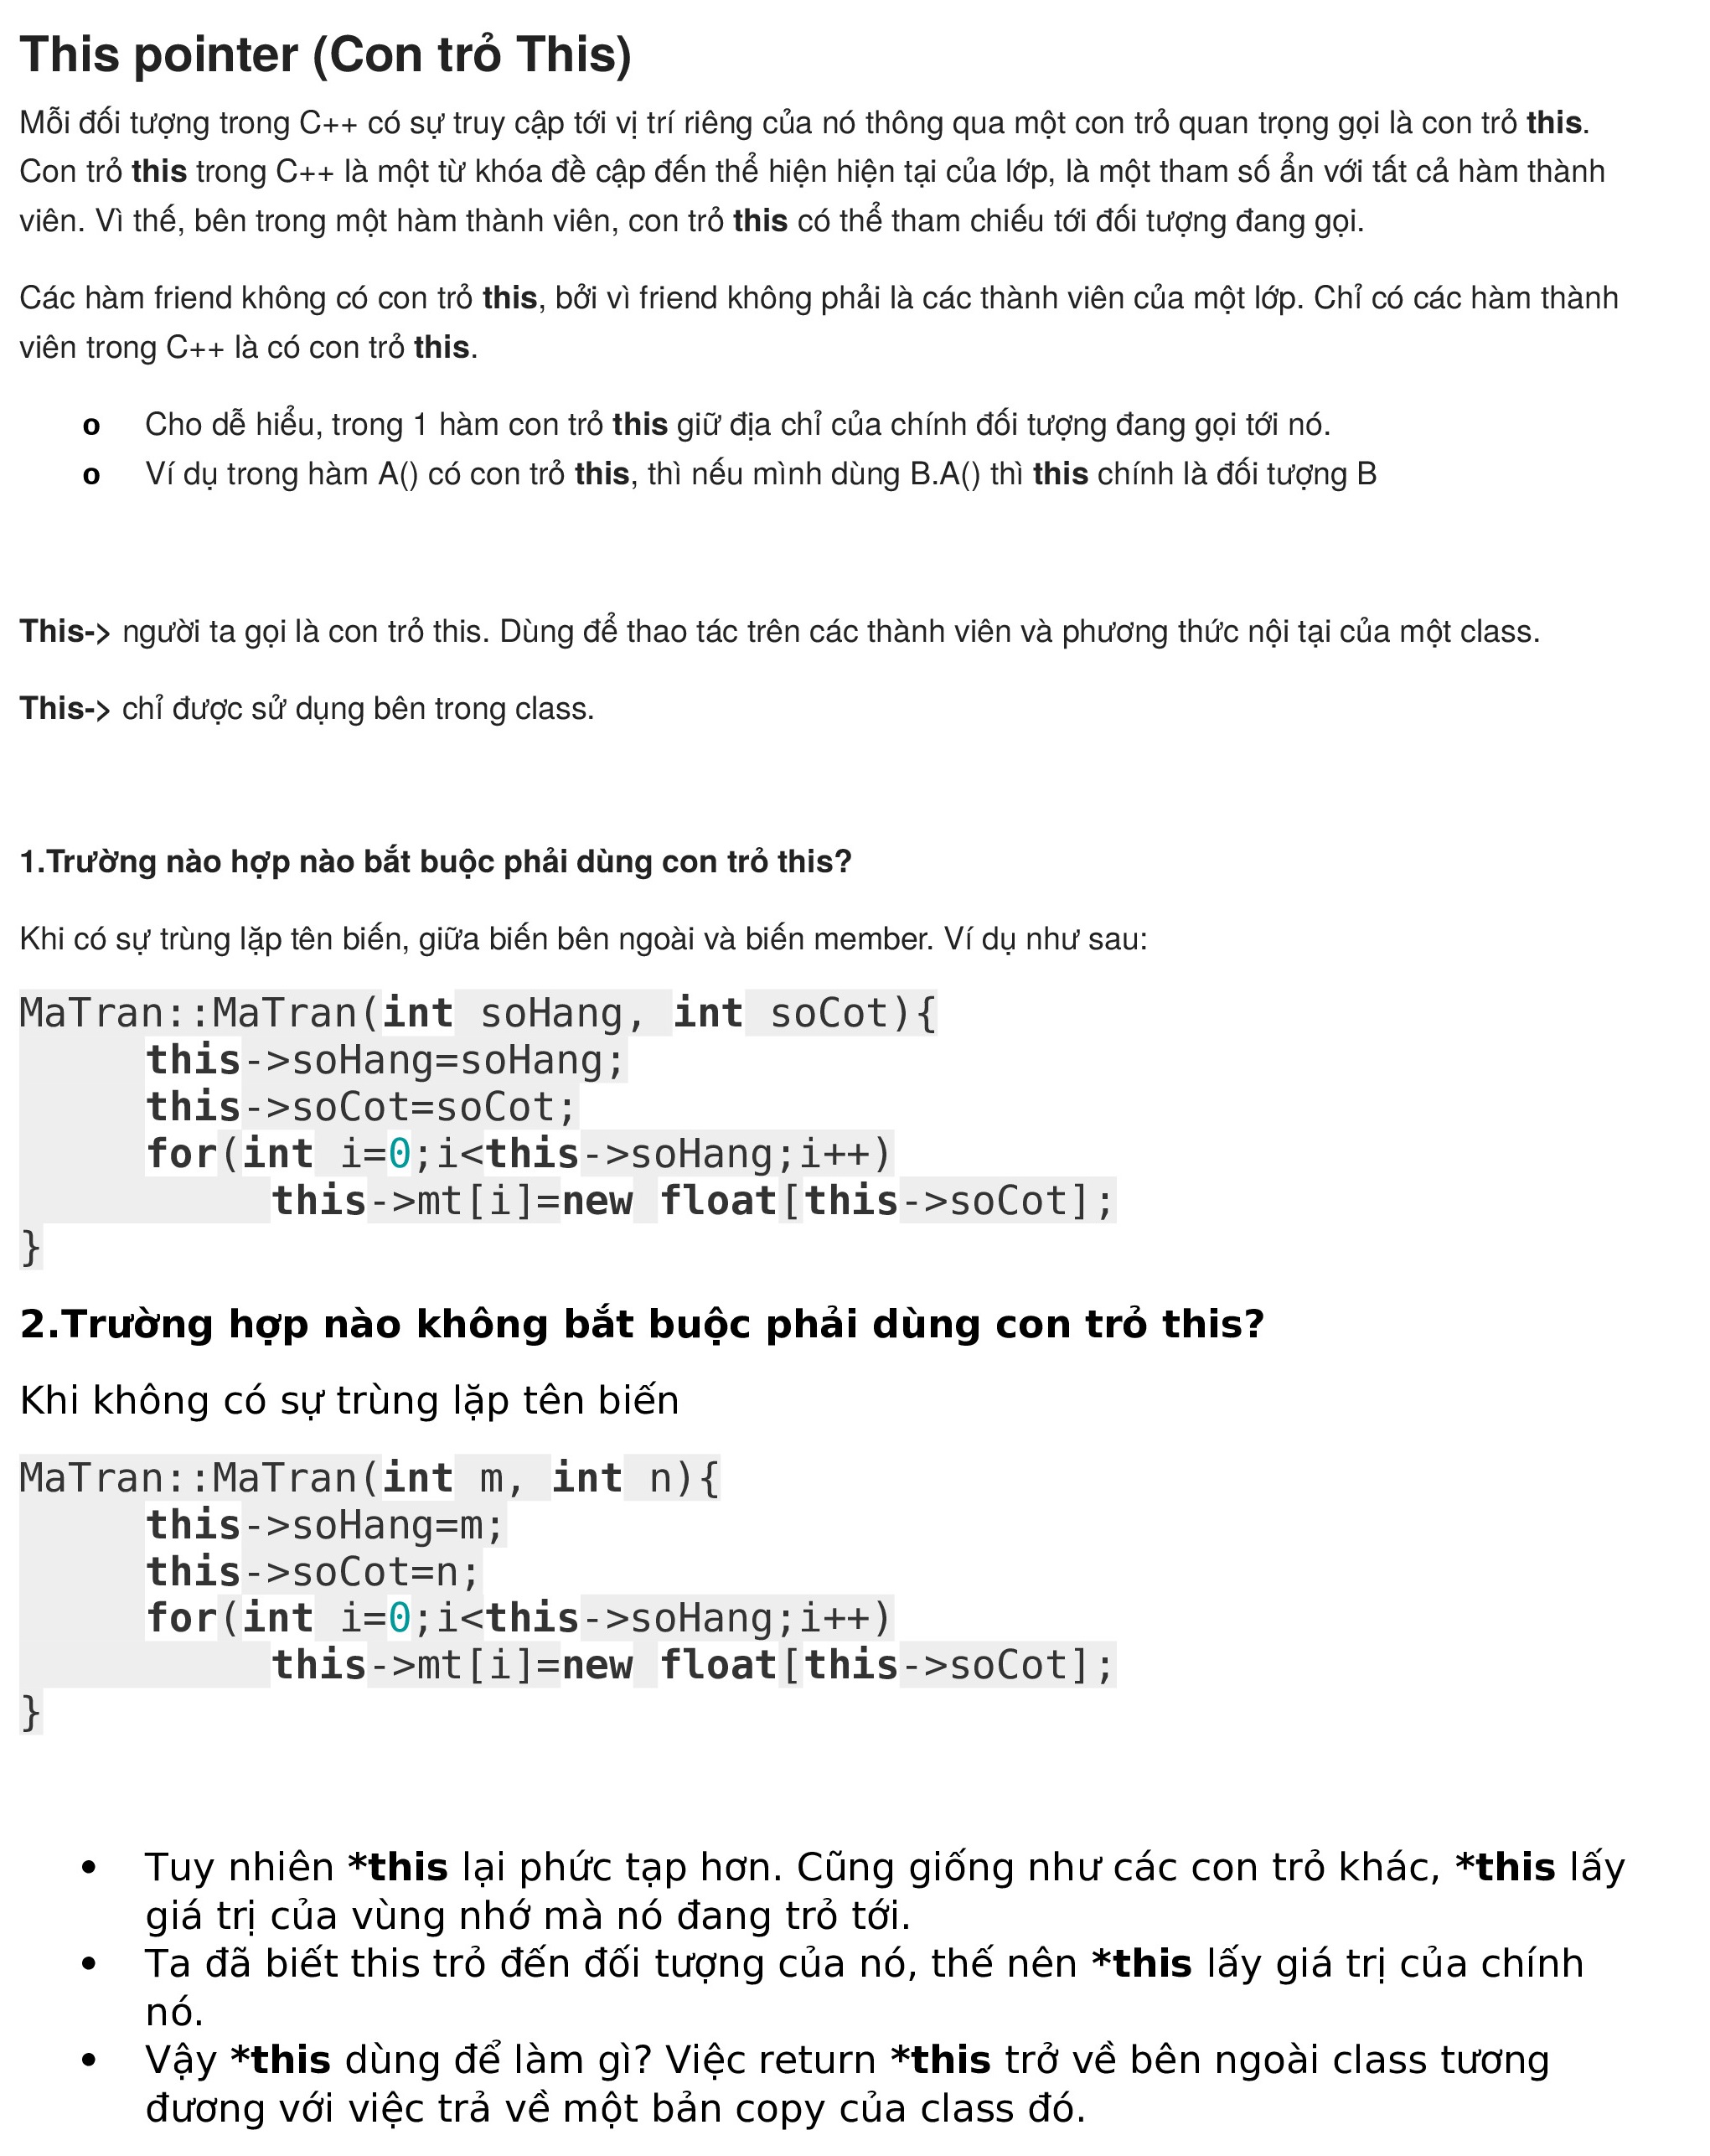 This pointer (Con trỏ This)
Mỗi đối tượng trong C++ có sự truy cập tới vị trí riêng của nó thông qua một con trỏ quan trọng gọi là con trỏ this.
Con trỏ this trong C++ là một từ khóa đề cập đến thể hiện hiện tại của lớp, là một tham số ẩn với tất cả hàm thành
viên. Vì thế, bên trong một hàm thành viên, con trỏ this có thể tham chiếu tới đối tượng đang gọi.
Các hàm friend không có con trỏ this, bởi vì friend không phải là các thành viên của một lớp. Chỉ có các hàm thành
viên trong C++ là có con trỏ this.
o Cho dễ hiểu, trong 1 hàm con trỏ this giữ địa chỉ của chính đối tượng đang gọi tới nó.
o Ví dụ trong hàm A() có con trỏ this, thì nếu mình dùng B.A() thì this chính là đối tượng B
This-> người ta gọi là con trỏ this. Dùng để thao tác trên các thành viên và phương thức nội tại của một class.
This-> chỉ được sử dụng bên trong class.
1.Trường nào hợp nào bắt buộc phải dùng con trỏ this?
Khi có sự trùng lặp tên biến, giữa biến bên ngoài và biến member. Ví dụ như sau:
MaTran::MaTran(int soHang, int soCot){
this->soHang=soHang;
this->soCot=soCot;
for(int i=0;i<this->soHang;i++)
this->mt[i]=new float[this->soCot];
}
2.Trường hợp nào không bắt buộc phải dùng con trỏ this?
Khi không có sự trùng lặp tên biến
MaTran::MaTran(int m, int n){
this->soHang=m;
this->soCot=n;
for(int i=0;i<this->soHang;i++)
this->mt[i]=new float[this->soCot];
}
• Tuy nhiên *this lại phức tạp hơn. Cũng giống như các con trỏ khác, *this lấy
giá trị của vùng nhớ mà nó đang trỏ tới.
• Ta đã biết this trỏ đến đối tượng của nó, thế nên *this lấy giá trị của chính
nó.
• Vậy *this dùng để làm gì? Việc return *this trở về bên ngoài class tương
đương với việc trả về một bản copy của class đó.